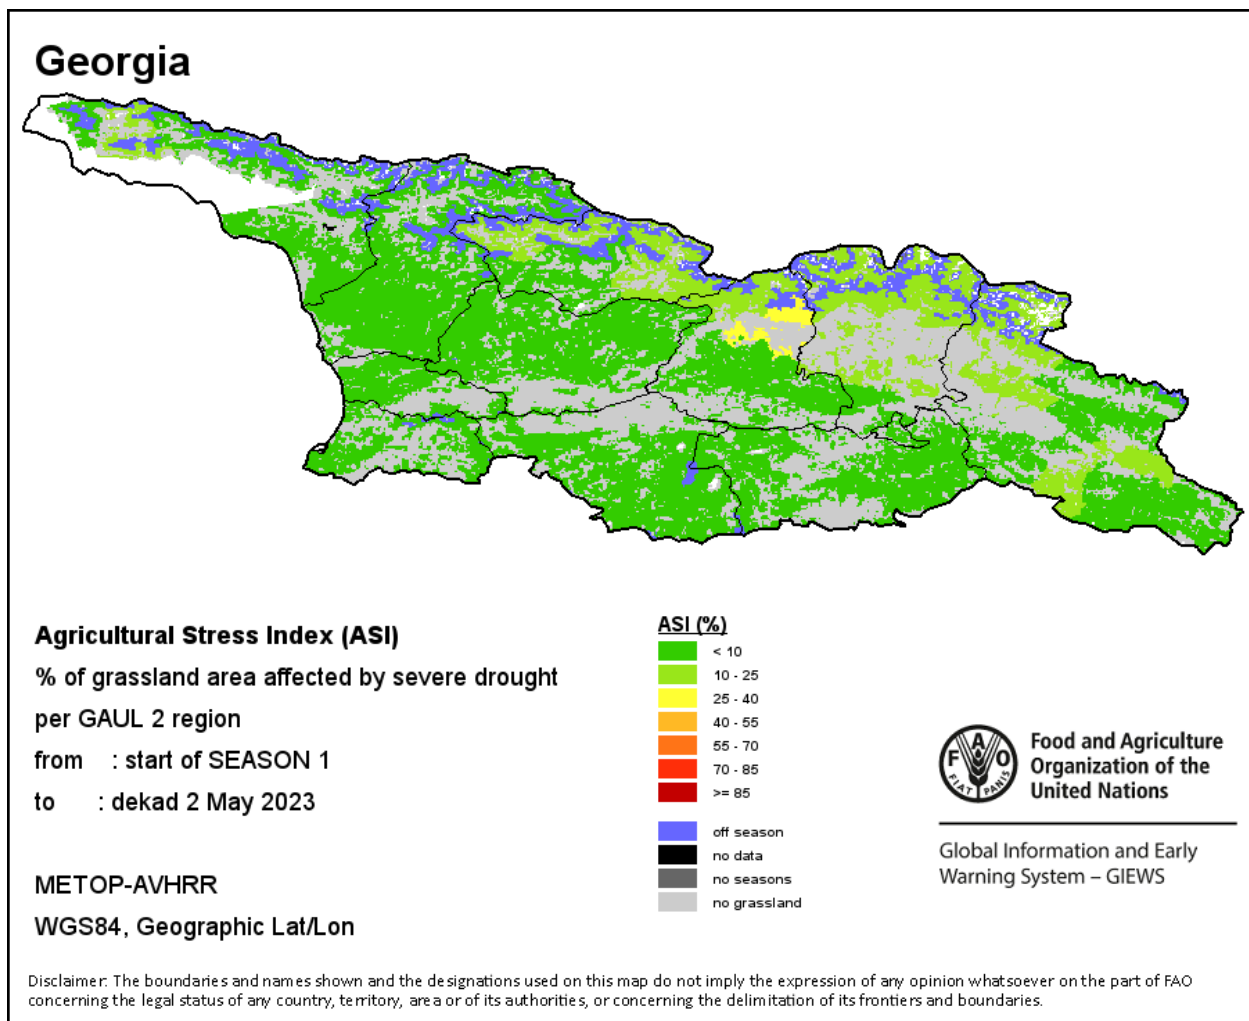 Georgia
Agricultural Stress Index (ASI)
% of grassland area affected by severe drought
per GAUL 2 region
from : start of SEASON 1
to : dekad 2 May 2023
METOP-AVHRR
WGS84, Geographic Lat/Lon
ASI (%)
< 10
10 - 25
25 - 40
40 - 55
55 - 70
70 - 85
>= 85
off season
no data
no seasons
no grassland
F A O
FIAT PANIS
Food and Agriculture
Organization of the
United Nations
Global Information and Early
Warning System – GIEWS
Disclaimer: The boundaries and names shown and the designations used on this map do not imply the expression of any opinion whatsoever on the part of FAO
concerning the legal status of any country, territory, area or of its authorities, or concerning the delimitation of its frontiers and boundaries.